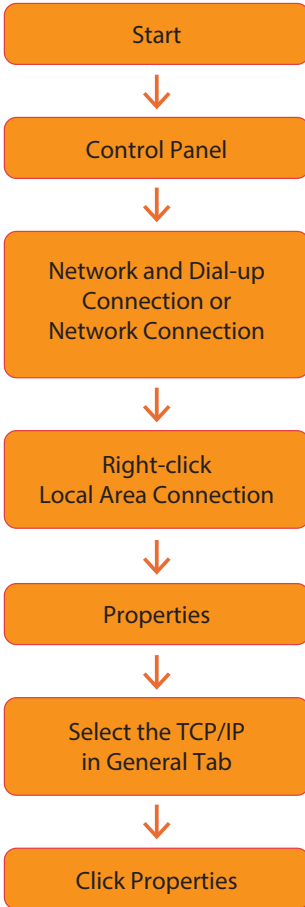 Start
Control Panel
Network and Dial-up
Connection or
Network Connection
Right-click
Local Area Connection
Properties
Select the TCP/IP
in General Tab
Click Properties